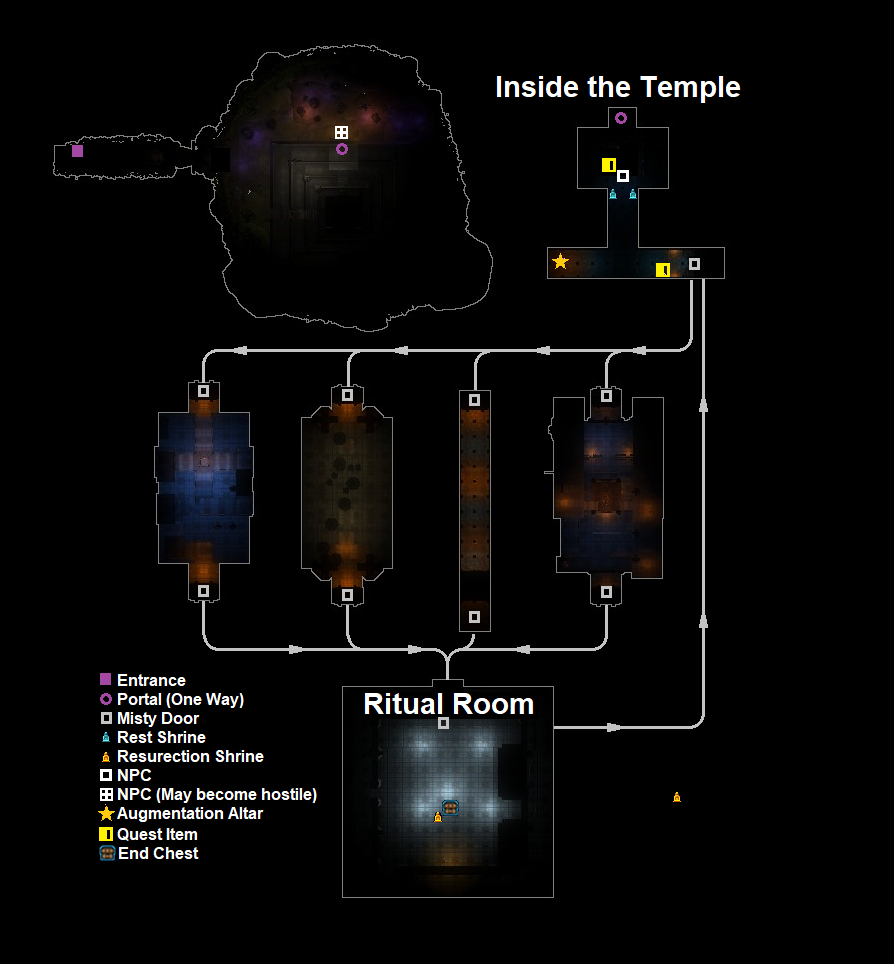 Inside the Temple
Ritual Room
Entrance
Portal (One Way)
Misty Door
Rest Shrine
Resurection Shrine
NPC
NPC (May become hostile)
Augmentation Altar
Quest Item
End Chest